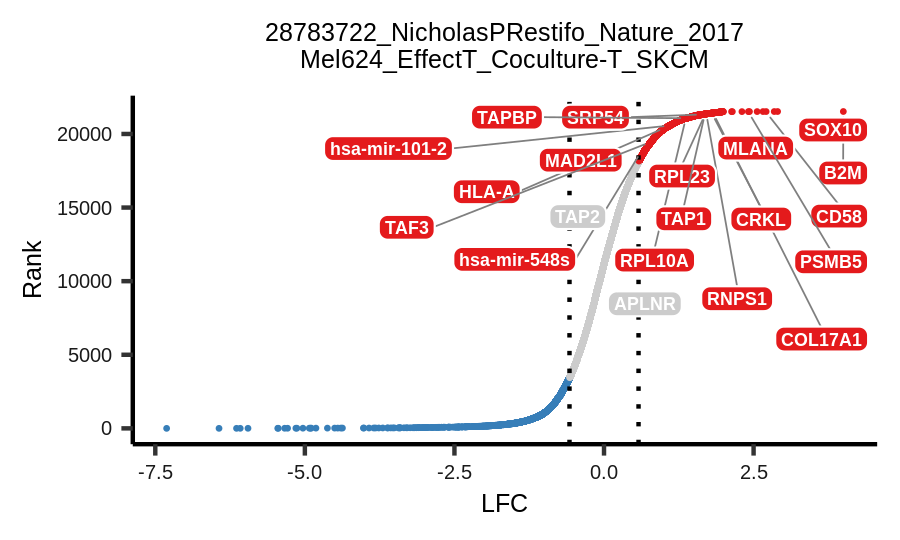 28783722_NicholasPRestifo_Nature_2017
Mel624_EffectT_Coculture-T_SKCM
Rank
20000
15000
10000
5000
0
TAPBP
SRP54
SOX10
hsa-mir-101-2
MLANA
MAD2L1
B2M
RPL23
HLA-A
TAP2
TAP1
CRKL
CD58
TAF3
hsa-mir-548s
RPL10A
PSMB5
RNPS1
APLNR
COL17A1
-7.5
-5.0
-2.5
0.0
2.5
LFC